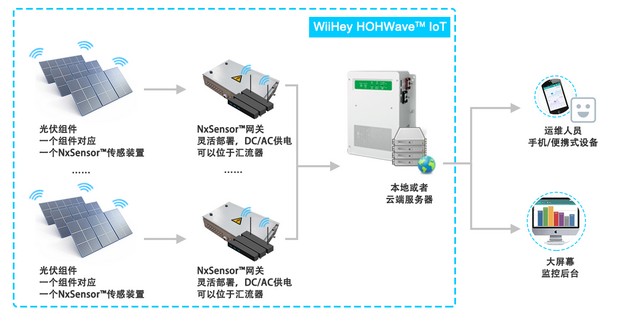 WiiHey HOHWave™ IoT
光伏组件
一个组件对应
一个NxSensor™传感装置
……
NxSensor™网关
灵活部署，DC/AC供电
可以位于汇流器
……
本地或者
云端服务器
运维人员
手机/便携式设备
大屏幕
监控后台
光伏组件
一个组件对应
一个NxSensor™传感装置
NxSensor™网关
灵活部署，DC/AC供电
可以位于汇流器